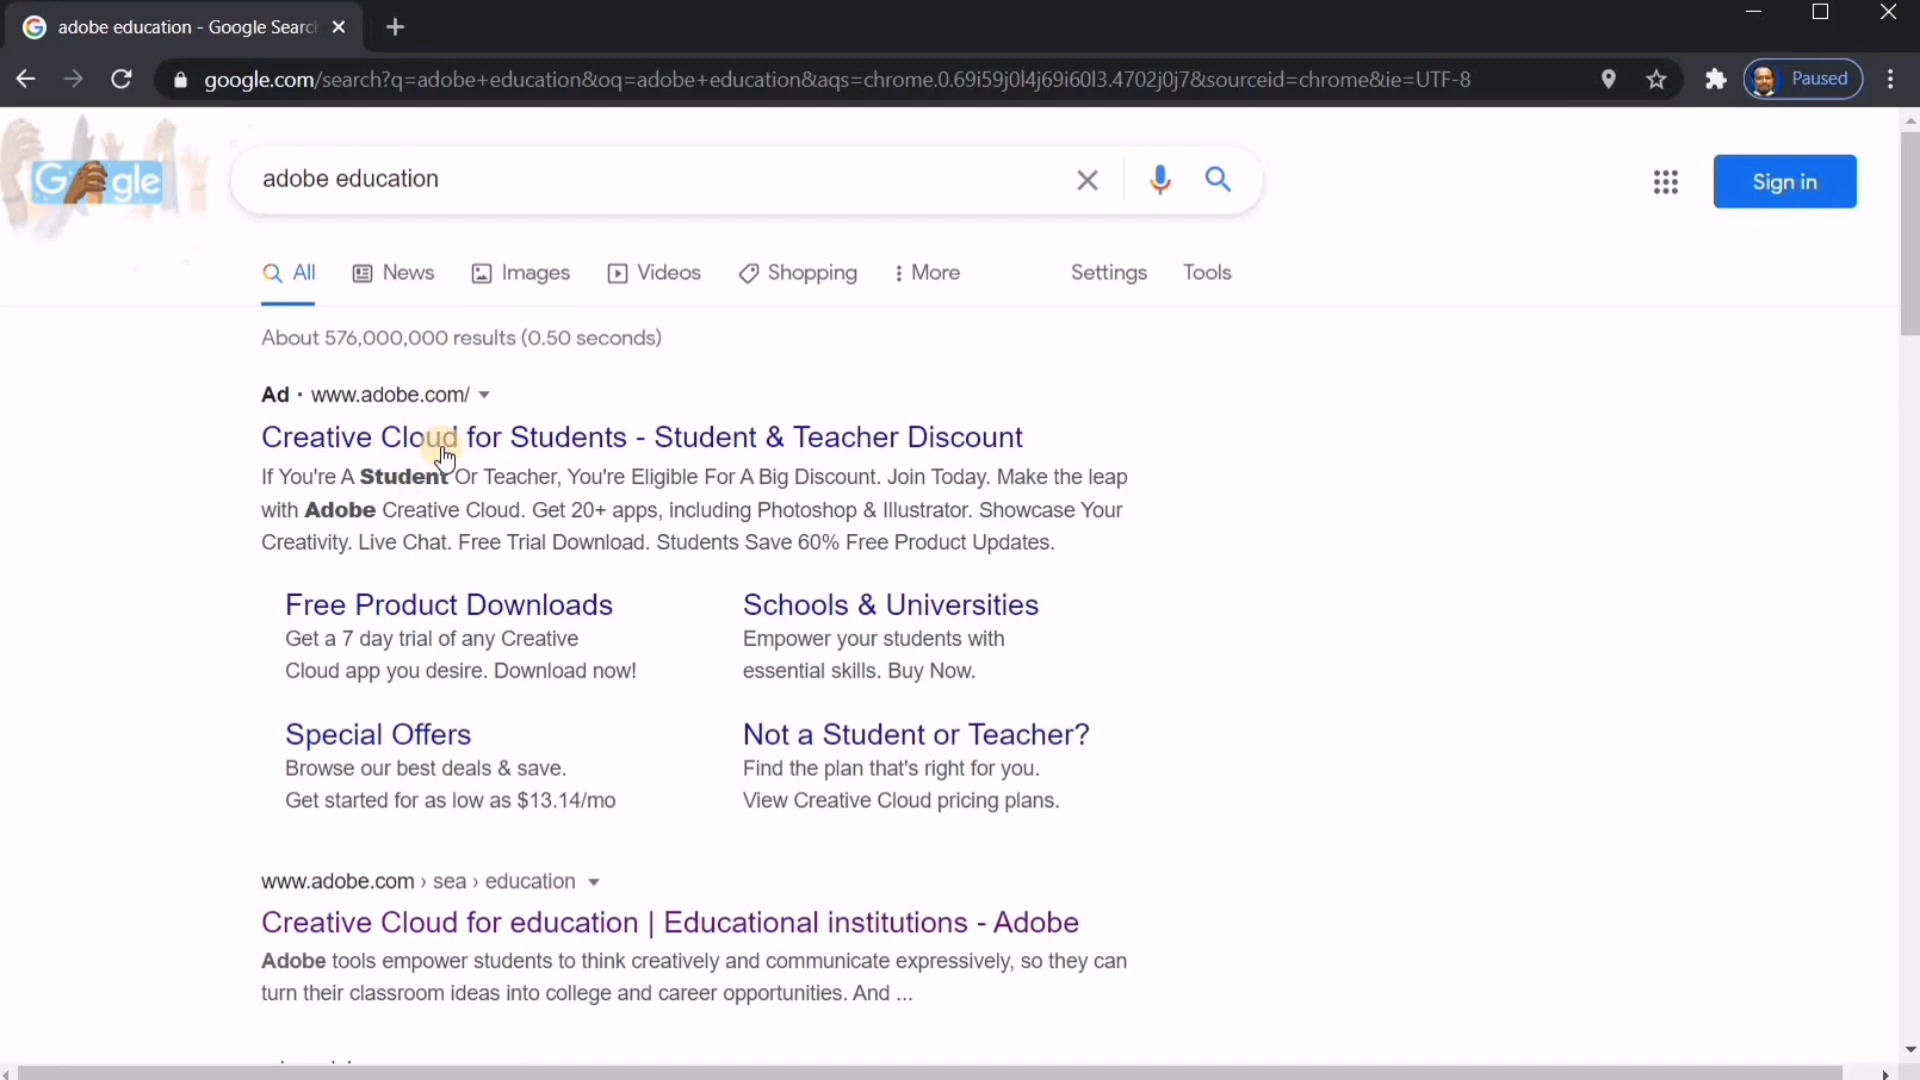 adobe education - Google Searc
google.com/search?q=adobe+education&oq=adobe+education&aqs=chrome.0.69i59j0l4j69i60l3.4702j0j7&sourceid=chrome&ie=UTF-8
Paused
Google
adobe education
Sign in
All News Images Videos Shopping More Settings Tools
About 576,000,000 results (0.50 seconds)
Ad · www.adobe.com/
Creative Cloud for Students - Student & Teacher Discount
If You're A Student Or Teacher, You're Eligible For A Big Discount. Join Today. Make the leap
with Adobe Creative Cloud. Get 20+ apps, including Photoshop & Illustrator. Showcase Your
Creativity. Live Chat. Free Trial Download. Students Save 60% Free Product Updates.
Free Product Downloads
Get a 7 day trial of any Creative
Cloud app you desire. Download now!
Schools & Universities
Empower your students with
essential skills. Buy Now.
Special Offers
Browse our best deals & save.
Get started for as low as $13.14/mo
Not a Student or Teacher?
Find the plan that's right for you.
View Creative Cloud pricing plans.
www.adobe.com › sea › education
Creative Cloud for education | Educational institutions - Adobe
Adobe tools empower students to think creatively and communicate expressively, so they can
turn their classroom ideas into college and career opportunities. And ...